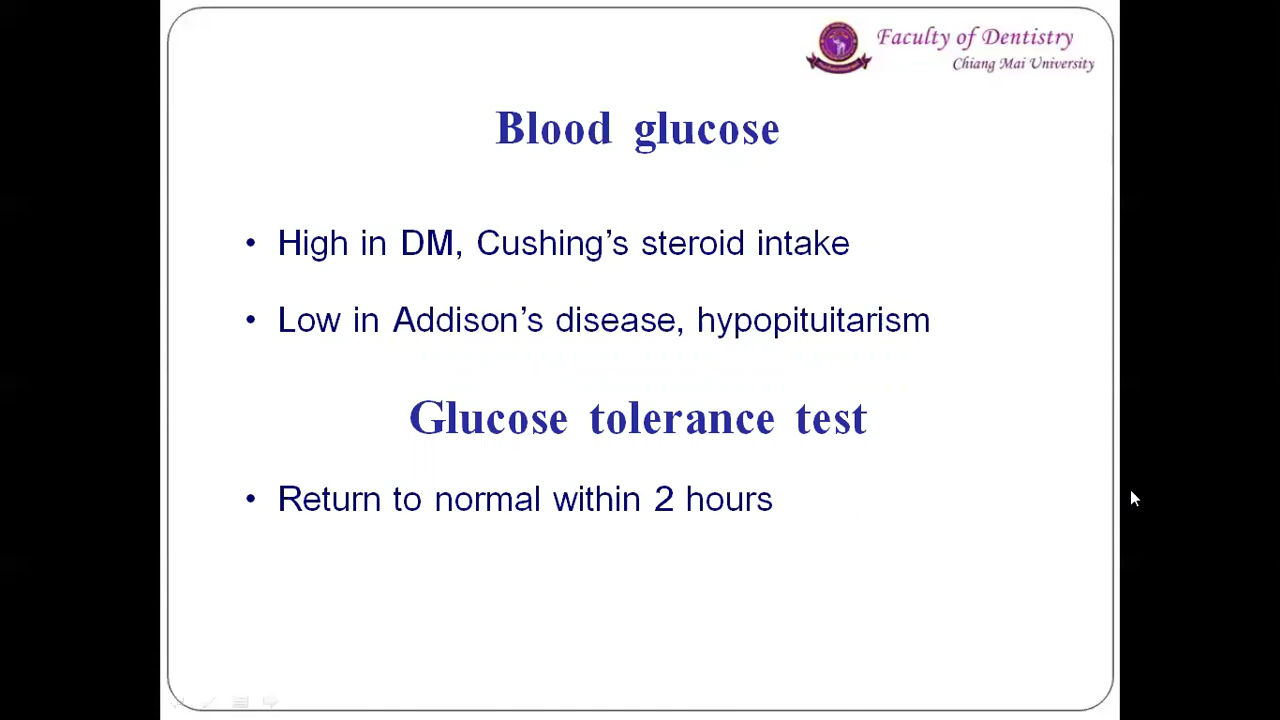 Faculty of Dentistry
Chiang Mai University
Blood glucose
• High in DM, Cushing's steroid intake
• Low in Addison's disease, hypopituitarism
Glucose tolerance test
• Return to normal within 2 hours